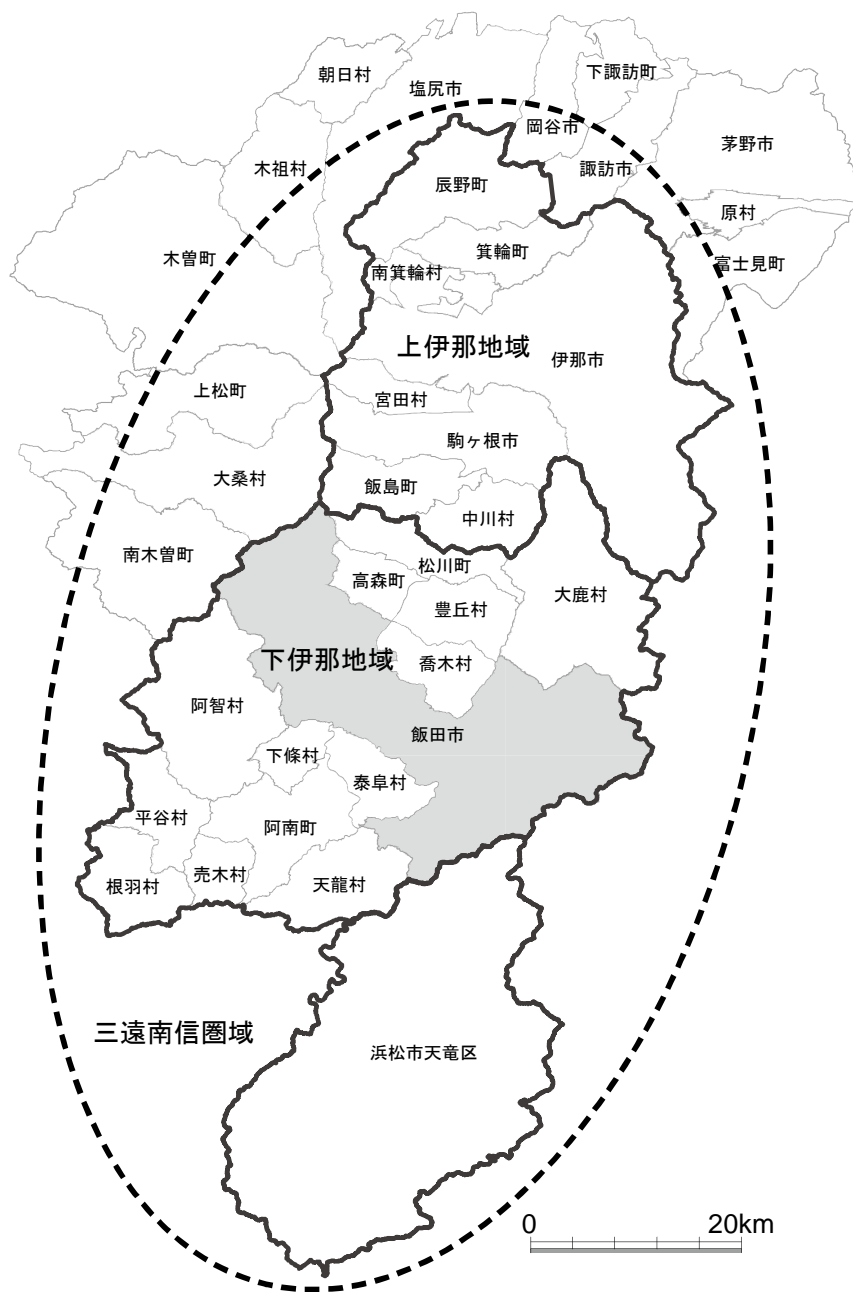 朝日村
塩尻市
下諏訪町
岡谷市
茅野市
木祖村
諏訪市
辰野町
原村
木曽町
箕輪町
南箕輪村
富士見町
上伊那地域
伊那市
上松町
宮田村
駒ヶ根市
大桑村
飯島町
中川村
南木曽町
松川町
高森町
大鹿村
豊丘村
下伊那地域
喬木村
阿智村
飯田市
下條村
泰阜村
平谷村
阿南町
売木村
根羽村
天龍村
三遠南信圏域
浜松市天竜区
0 20km